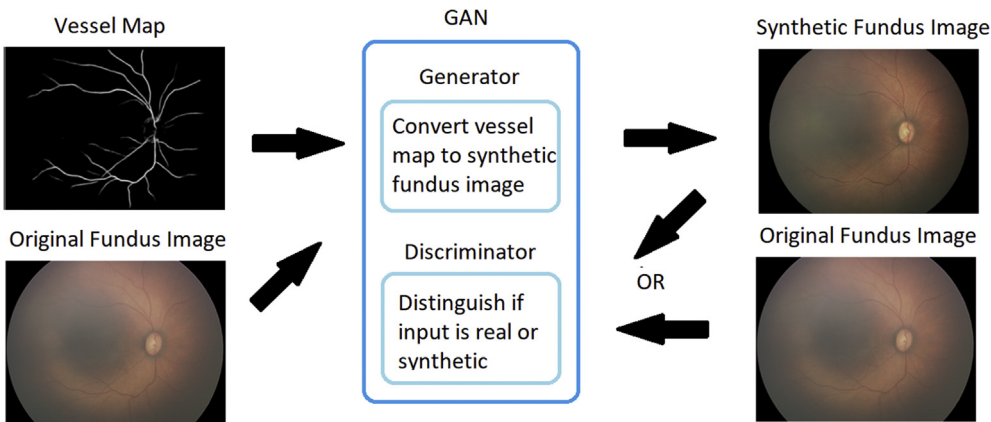 GAN
Vessel Map
Synthetic Fundus Image
Generator
Convert vessel
map to synthetic
fundus image
Original Fundus Image
Discriminator
Distinguish if
input is real or
synthetic
OR
Original Fundus Image